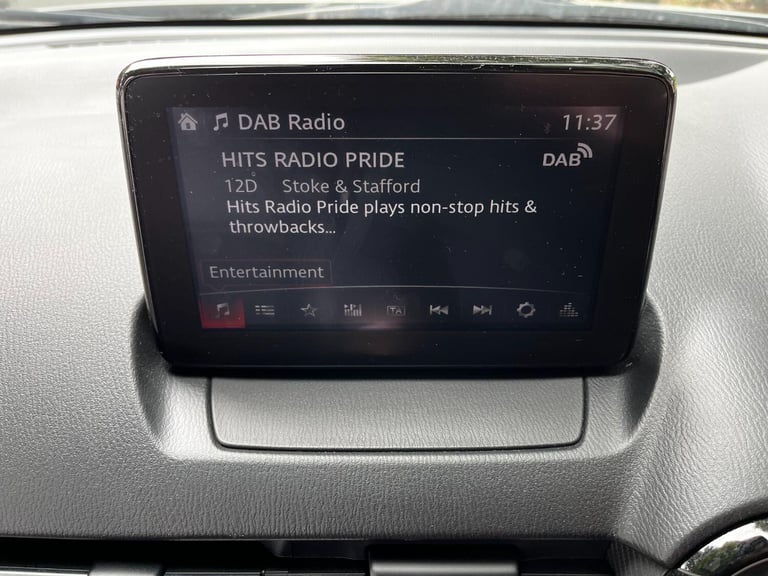 DAB Radio 11:37
HITS RADIO PRIDE DAB
12D Stoke & Stafford
Hits Radio Pride plays non-stop hits &
throwbacks...
Entertainment
TA